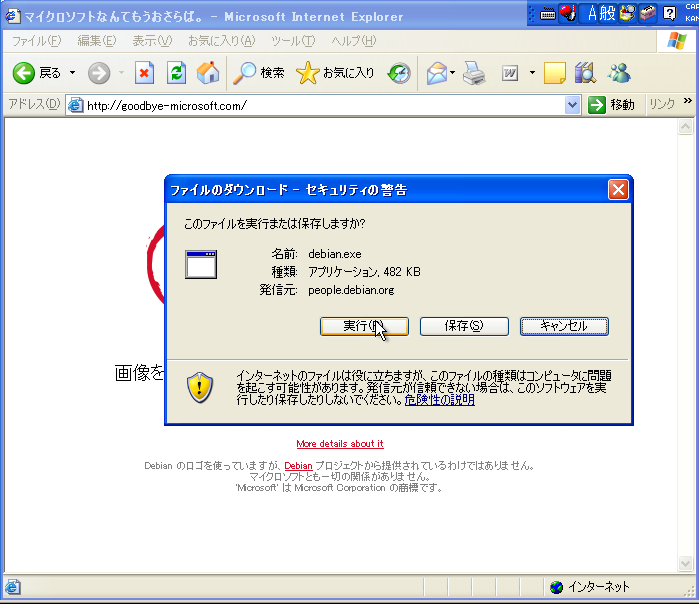 マイクロソフトなんてもうおさらば。 - Microsoft Internet Explorer
A 般
ファイル(F) 編集(E) 表示(V) お気に入り(A) ツール(T) ヘルプ(H)
戻る 検索 お気に入り
アドレス(D) http://goodbye-microsoft.com/ 移動 リンク »
ファイルのダウンロード - セキュリティの警告
このファイルを実行または保存しますか?
名前: debian.exe
種類: アプリケーション, 482 KB
発信元: people.debian.org
実行(R) 保存(S) キャンセル
画像を
インターネットのファイルは役に立ちますが、このファイルの種類はコンピュータに問題
を起こす可能性があります。発信元が信頼できない場合は、このソフトウェアを実
行したり保存したりしないでください。危険性の説明
More details about it
Debian のロゴを使っていますが、Debian プロジェクトから提供されているわけではありません。
マイクロソフトとも一切の関係がありません。
'Microsoft' は Microsoft Corporation の商標です。
インターネット